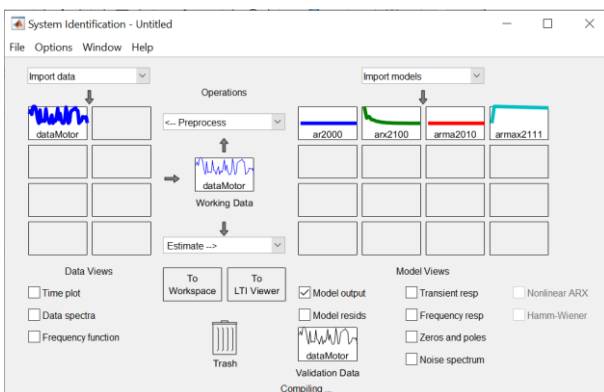 System Identification - Untitled
File Options Window Help
Import data
Import models
Operations
<-- Preprocess
dataMotor
ar2000
arx2100
arma2010
armax2111
dataMotor
Working Data
Estimate -->
Data Views
Model Views
To Workspace
To LTI Viewer
Time plot
Data spectra
Frequency function
Model output
Model resids
Transient resp
Frequency resp
Zeros and poles
Noise spectrum
Nonlinear ARX
Hamm-Wiener
Trash
dataMotor
Validation Data
Compiling ...